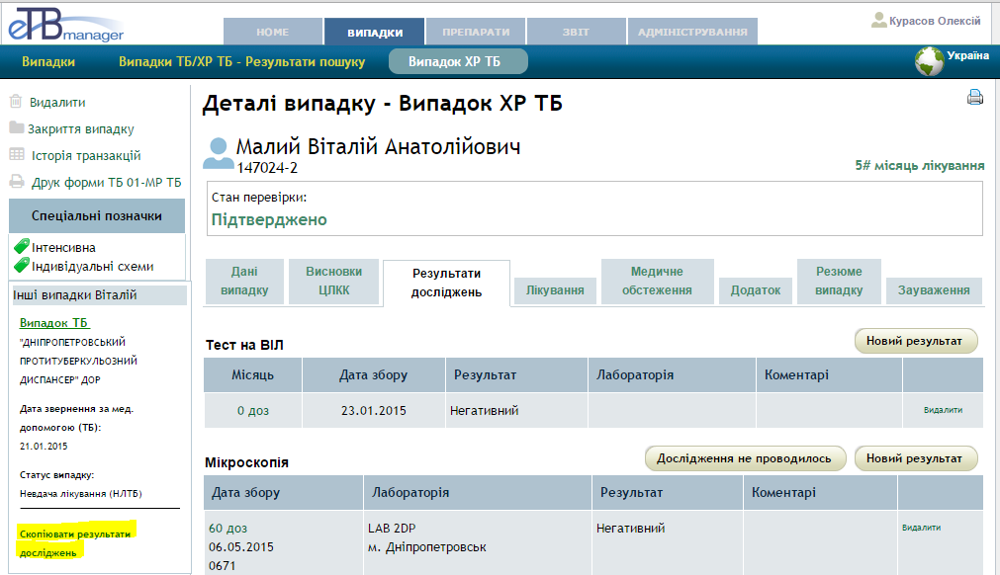 eTB manager
HOME
ВИПАДКИ
ПРЕПАРАТИ
ЗВІТ
АДМІНІСТРУВАННЯ
Курасов Олексій
Випадки
Випадки ТБ/ХР ТБ - Результати пошуку
Випадок ХР ТБ
Україна
Видалити
Закриття випадку
Історія транзакцій
Друк форми ТБ 01-МР ТБ
Спеціальні позначки
Інтенсивна
Індивідуальні схеми
Інші випадки Віталій
Випадок ТБ
"ДНІПРОПЕТРОВСЬКИЙ
ПРОТИТУБЕРКУЛЬОЗНИЙ
ДИСПАНСЕР" ДОР
Дата звернення за мед.
допомогою (ТБ):
21.01.2015
Статус випадку:
Невдача лікування (НЛТБ)
Скопіювати результати
досліджень
Деталі випадку - Випадок ХР ТБ
Малий Віталій Анатолійович
147024-2
5# місяць лікування
Стан перевірки:
Підтверджено
Дані
випадку
Висновки
ЦЛКК
Результати
досліджень
Лікування
Медичне
обстеження
Додаток
Резюме
випадку
Зауваження
Тест на ВІЛ
Новий результат
Місяць
Дата збору
Результат
Лабораторія
Коментарі
0 доз
23.01.2015
Негативний
Видалити
Мікроскопія
Дослідження не проводилось
Новий результат
Дата збору
Лабораторія
Результат
Коментарі
60 доз
06.05.2015
0671
LAB 2DP
м. Дніпропетровськ
Негативний
Видалити